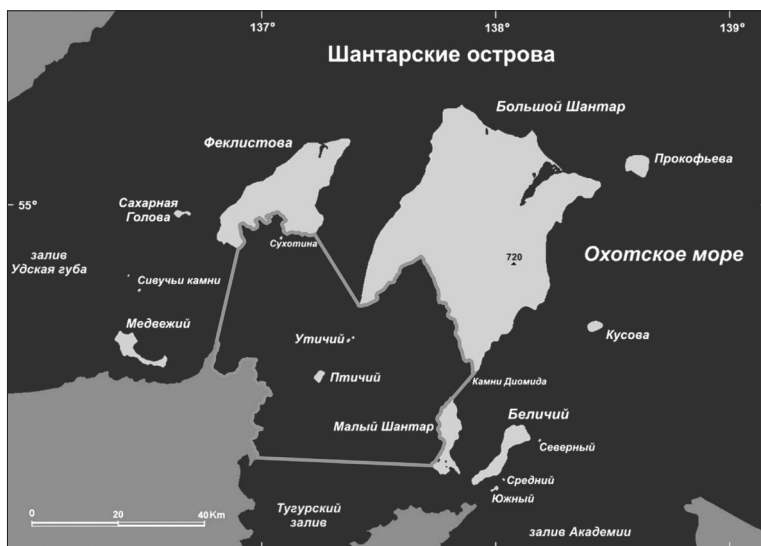 137°
138°
139°
Шантарские острова
Большой Шантар
Феклистова
Прокофьева
55°
Сахарная
Голова
Сухотина
залив
Удская губа
Охотское море
720
Сивучьи камни
Медвежий
Утичий
Кусова
Птичий
Камни Диомида
Малый Шантар
Беличий
Северный
Средний
Южный
Тугурский
залив
залив Академии
0 20 40 Km